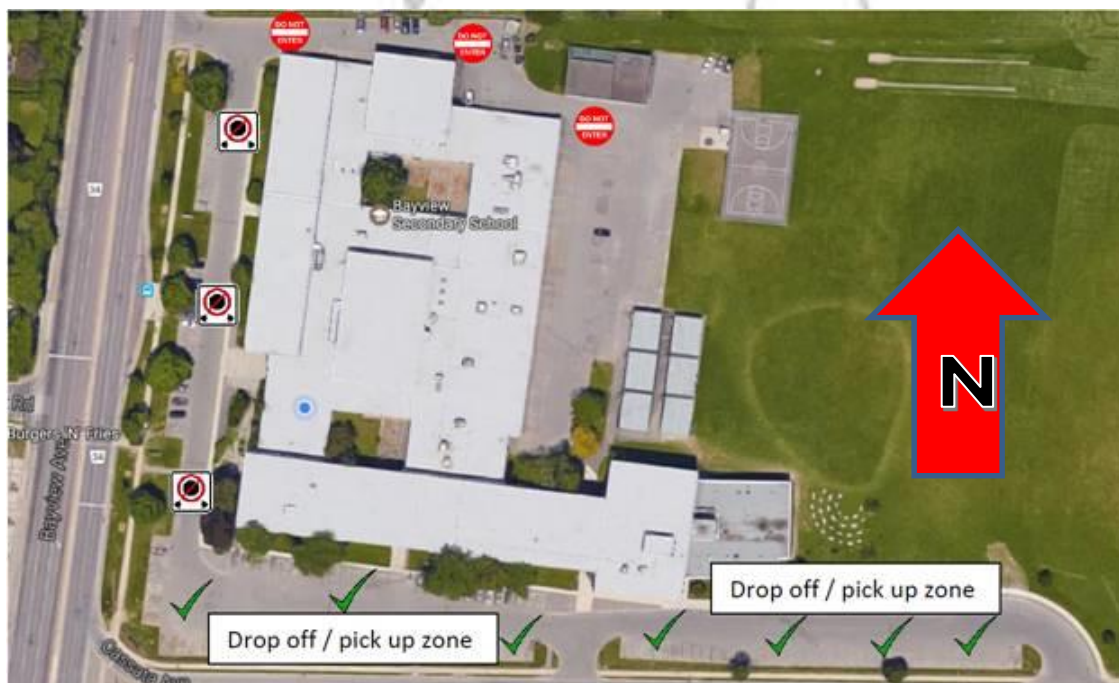 DO NOT
ENTER
DO NOT
ENTER
DO NOT
ENTER
34
Bayview
Secondary School
N
Rd
Burgers 'N' Fries
34
Bayview Ave
Drop off / pick up zone
Drop off / pick up zone